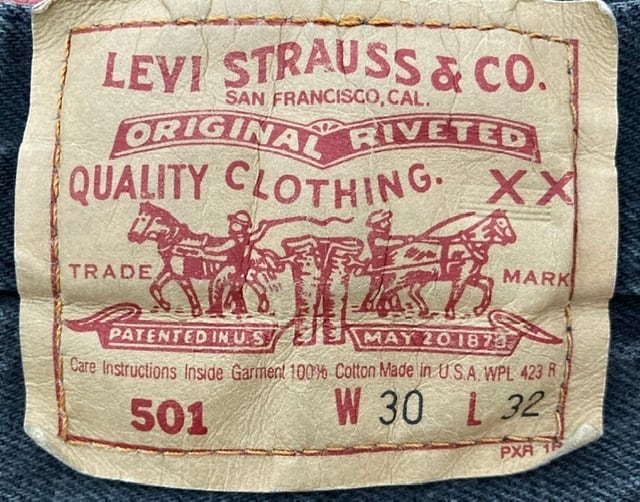 LEVI STRAUSS & CO.
SAN FRANCISCO, CAL.
ORIGINAL RIVETED
QUALITY CLOTHING. XX
TRADE MARK
PATENTED IN U.S. MAY 20 1873
Care Instructions Inside Garment 100% Cotton Made in U.S.A. WPL 423 R
501 W 30 L 32
PXR